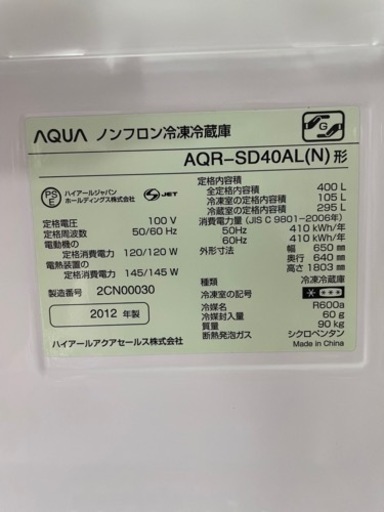 AQUA ノンフロン冷凍冷蔵庫
AQR-SD40AL(N)形
PS
E
ハイアールジャパン
ホールディングス株式会社
S JET
定格電圧 100 V
定格周波数 50/60 Hz
電動機の
定格消費電力 120/120 W
電熱装置の
定格消費電力 145/145 W
製造番号 2CN00030
2012 年製
ハイアールアクアセールス株式会社
G
定格内容積
全定格内容積 400 L
冷凍室の定格内容積 105 L
冷蔵室の定格内容積 295 L
消費電力量 (JIS C 9801-2006年)
50Hz 410 kWh/年
60Hz 410 kWh/年
外形寸法 幅 650 ㎜
奥行 640 ㎜
高さ 1803 ㎜
種類 冷凍冷蔵庫
冷凍室の記号
冷媒名 R600a
冷媒封入量 60 g
質量 90 kg
断熱発泡ガス シクロペンタン
Made in China